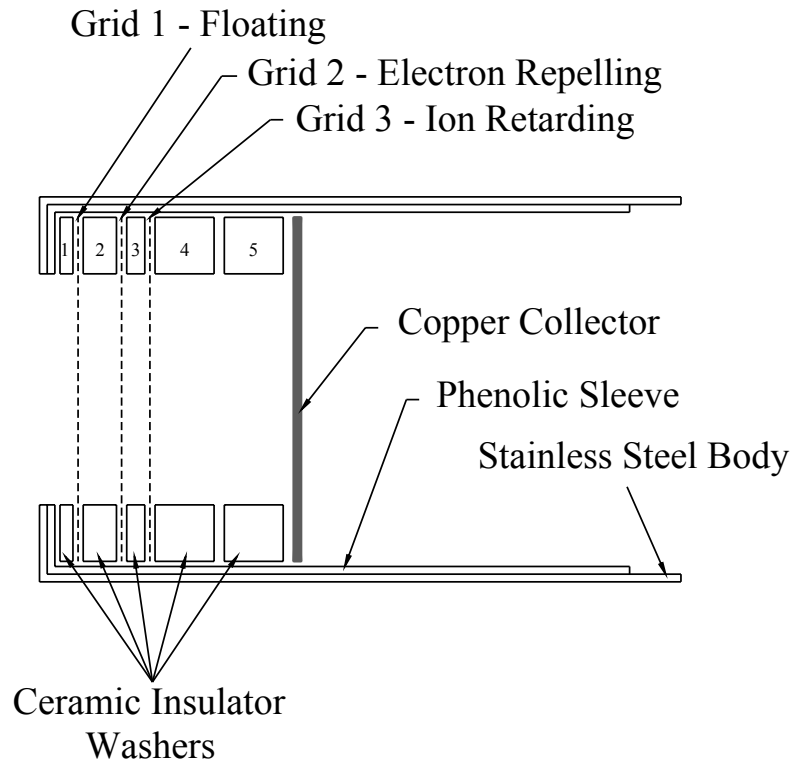 Grid 1 - Floating
Grid 2 - Electron Repelling
Grid 3 - Ion Retarding
1 2 3 4 5
Copper Collector
Phenolic Sleeve
Stainless Steel Body
Ceramic Insulator
Washers